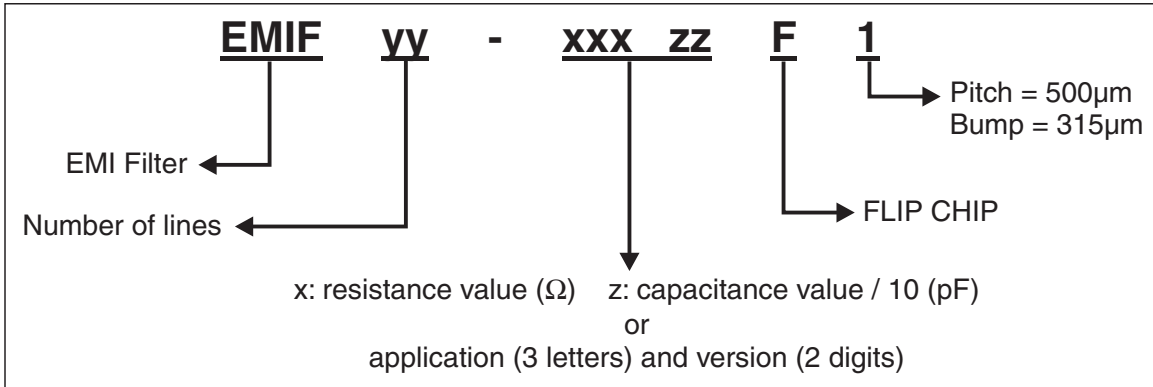 EMIF yy - xxx zz F 1
Pitch = 500µm
Bump = 315µm
EMI Filter
Number of lines
FLIP CHIP
x: resistance value (Ω) z: capacitance value / 10 (pF)
or
application (3 letters) and version (2 digits)